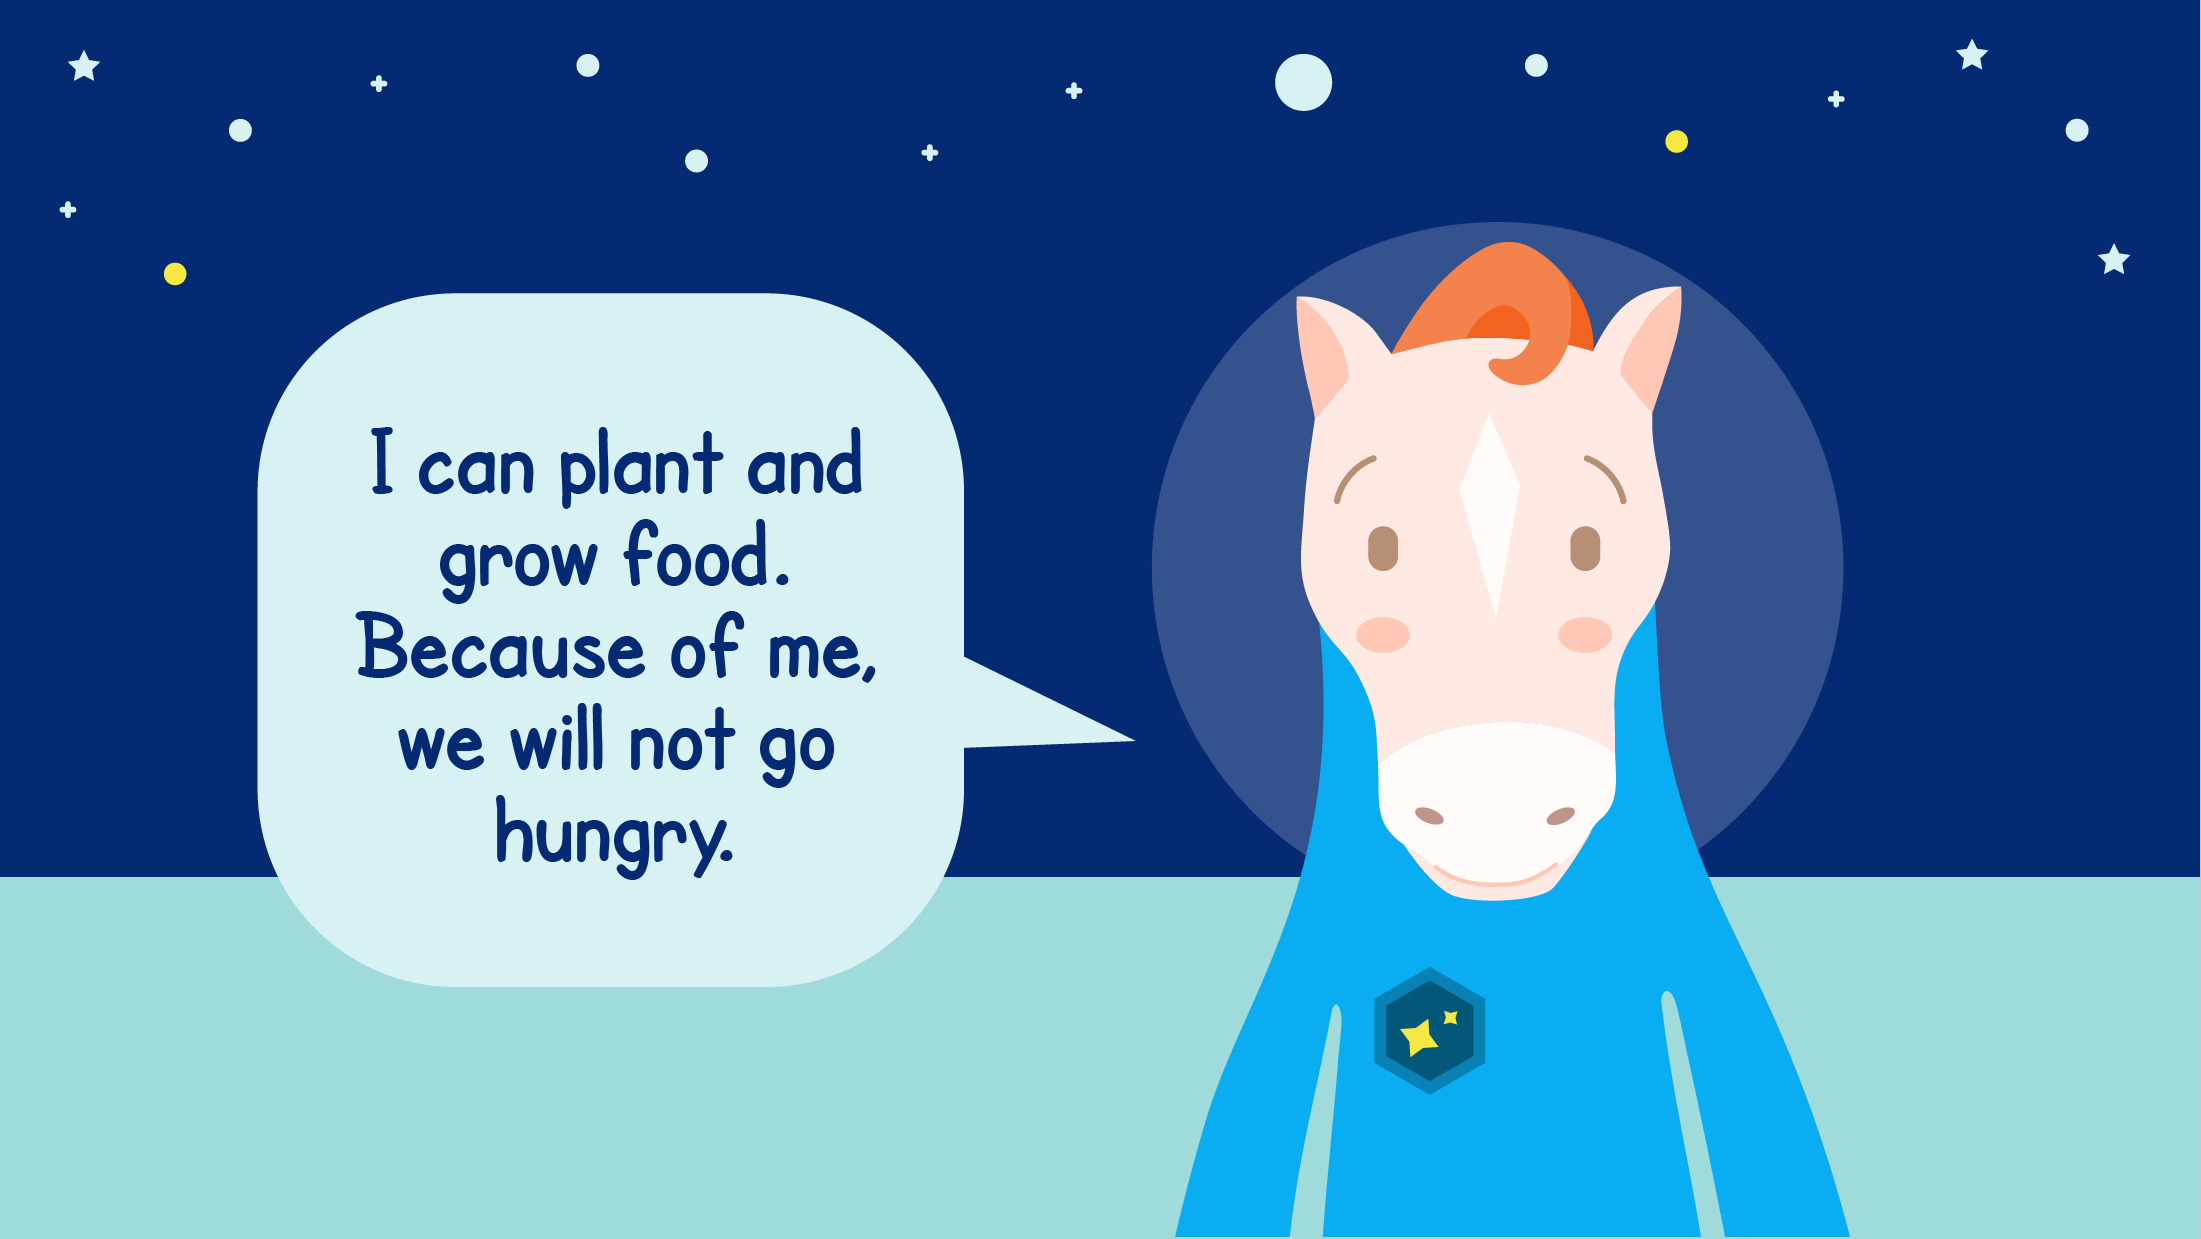 I can plant and
grow food.
Because of me,
we will not go
hungry.